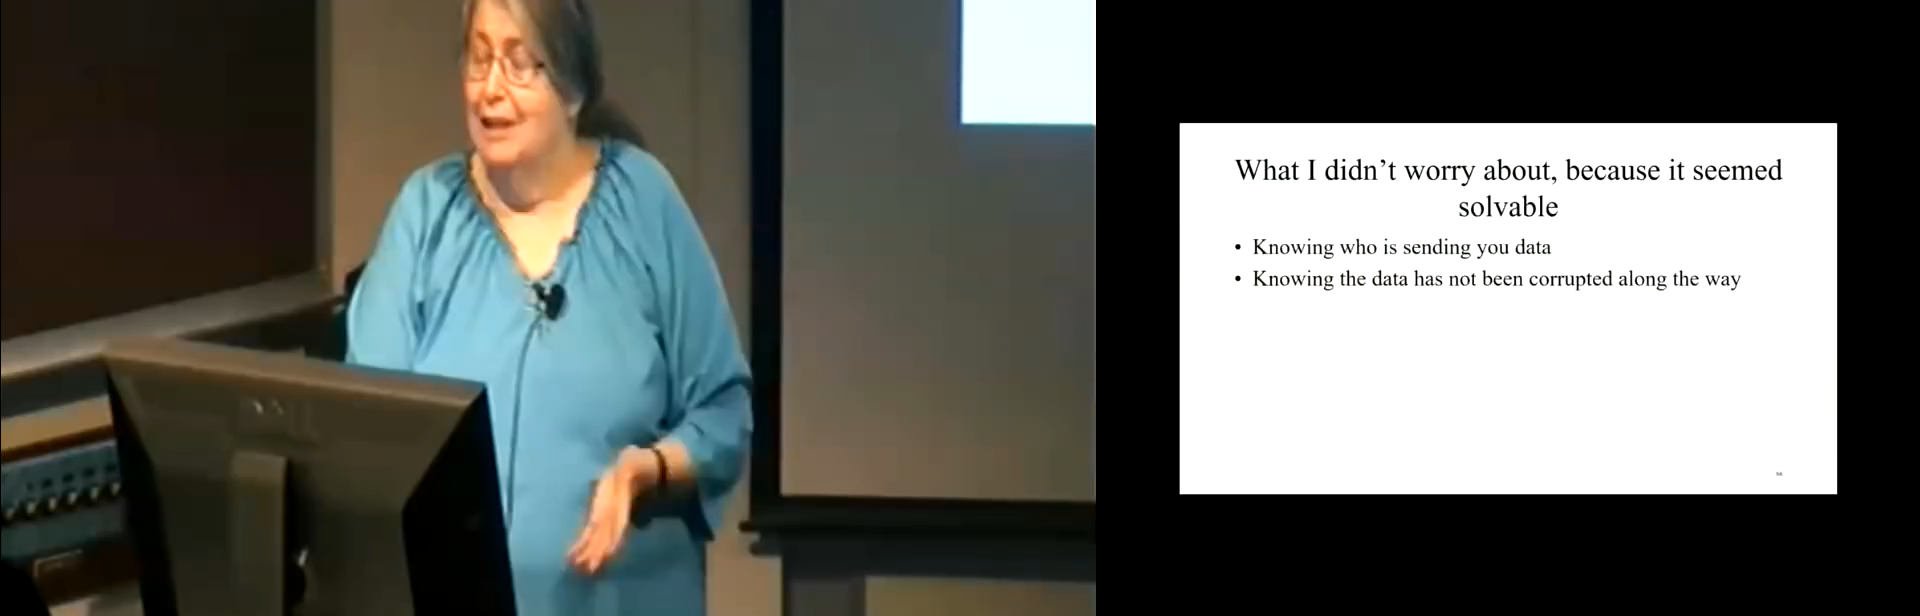 What I didn’t worry about, because it seemed
solvable
• Knowing who is sending you data
• Knowing the data has not been corrupted along the way